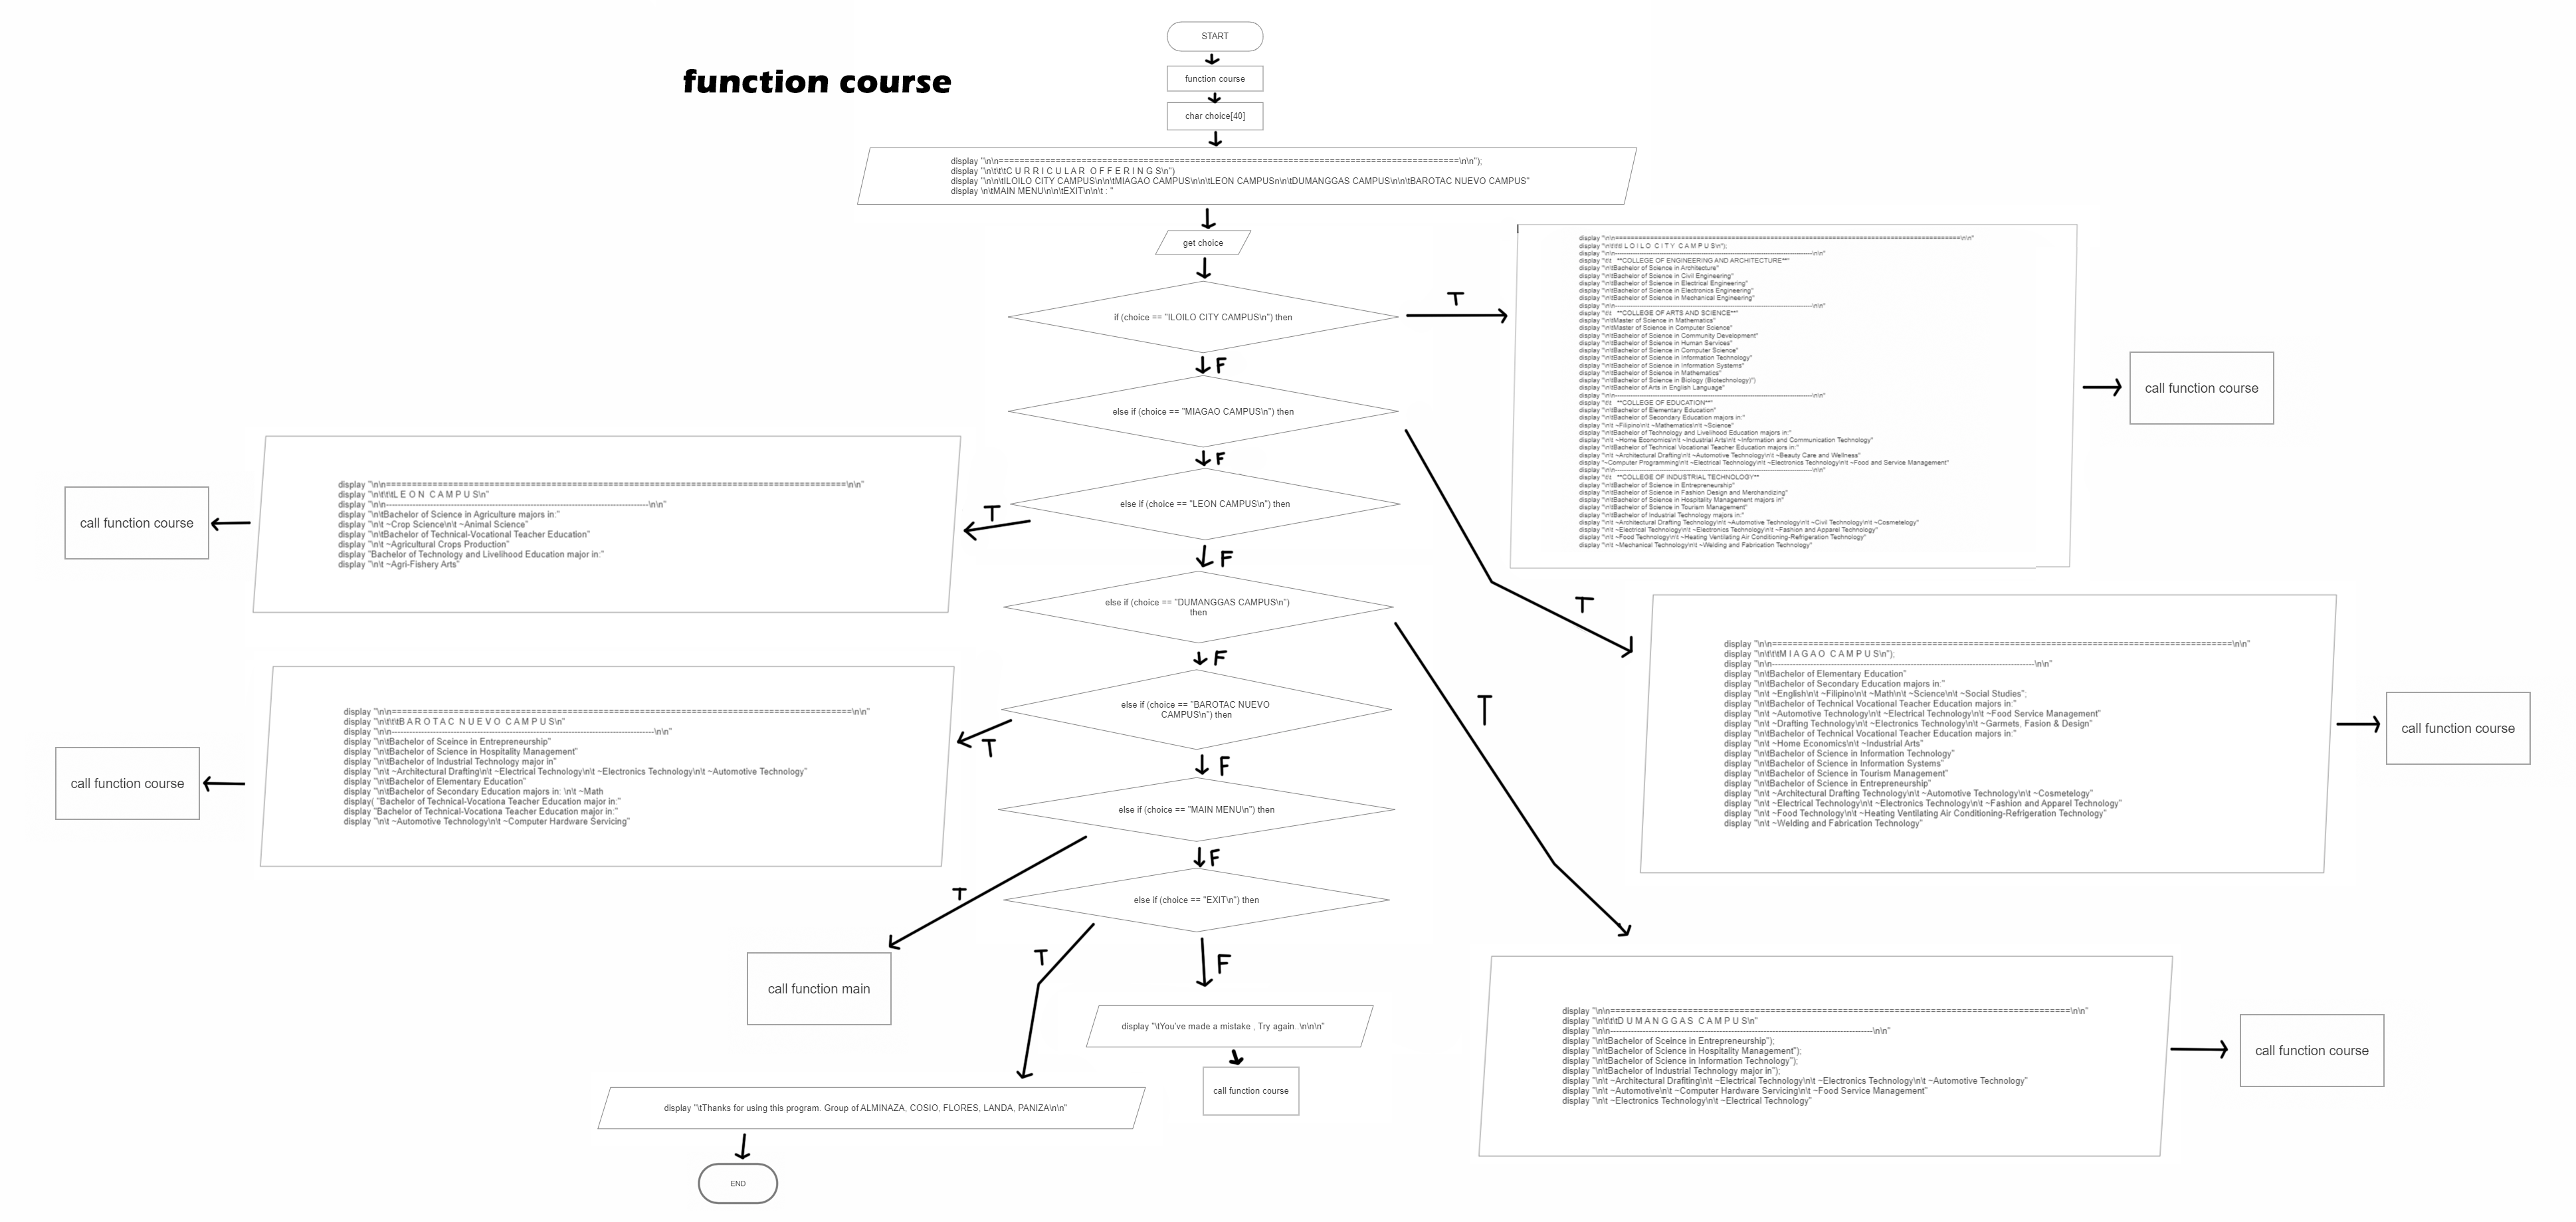 START
function course
function course
char choice[40]
display "\n\n=========================================================================================\n\n");
display "\n\t\t\tC U R R I C U L A R  O F F E R I N G S\n")
display "\n\n\tILOILO CITY CAMPUS\n\n\tMIAGAO CAMPUS\n\n\tLEON CAMPUSn\n\tDUMANGGAS CAMPUS\n\n\tBAROTAC NUEVO CAMPUS"
display \n\tMAIN MENU\n\n\tEXIT\n\n\t : "
get choice
if (choice == "ILOILO CITY CAMPUS\n") then
T
display "\n\n=========================================================================================\n\n"
display "\n\t\t\tI L O I L O  C I T Y  C A M P U S\n");
display "\n\n-----------------------------------------------------------------------------------------\n\n"
display "\t\t   **COLLEGE OF ENGINEERING AND ARCHITECTURE**"
display "\n\tBachelor of Science in Architecture"
display "\n\tBachelor of Science in Civil Engineering"
display "\n\tBachelor of Science in Electrical Engineering"
display "\n\tBachelor of Science in Electronics Engineering"
display "\n\tBachelor of Science in Mechanical Engineering"
display "\n\n-----------------------------------------------------------------------------------------\n\n"
display "\t\t   **COLLEGE OF ARTS AND SCIENCE**"
display "\n\tMaster of Science in Mathematics"
display "\n\tMaster of Science in Computer Science"
display "\n\tBachelor of Science in Community Development"
display "\n\tBachelor of Science in Human Services"
display "\n\tBachelor of Science in Computer Science"
display "\n\tBachelor of Science in Information Technology"
display "\n\tBachelor of Science in Information Systems"
display "\n\tBachelor of Science in Mathematics"
display "\n\tBachelor of Science in Biology (Biotechnology)")
display "\n\tBachelor of Arts in English Language"
display "\n\n-----------------------------------------------------------------------------------------\n\n"
display "\t\t   **COLLEGE OF EDUCATION**"
display "\n\tBachelor of Elementary Education"
display "\n\tBachelor of Secondary Education majors in:"
display "\n\t ~Filipino\n\t ~Mathematics\n\t ~Science"
display "\n\tBachelor of Technology and Livelihood Education majors in:"
display "\n\t ~Home Economics\n\t ~Industrial Arts\n\t ~Information and Communication Technology"
display "\n\tBachelor of Technical Vocational Teacher Education majors in:"
display "\n\t ~Architectural Drafting\n\t ~Automotive Technology\n\t ~Beauty Care and Wellness"
display "~Computer Programming\n\t ~Electrical Technology\n\t ~Electronics Technology\n\t ~Food and Service Management"
display "\n\n-----------------------------------------------------------------------------------------\n\n"
display "\t\t   **COLLEGE OF INDUSTRIAL TECHNOLOGY**
display "\n\tBachelor of Science in Entrepreneurship"
display "\n\tBachelor of Science in Fashion Design and Merchandizing"
display "\n\tBachelor of Science in Hospitality Management majors in"
display "\n\tBachelor of Science in Tourism Management"
display "\n\tBachelor of Industrial Technology majors in:"
display "\n\t ~Architectural Drafting Technology\n\t ~Automotive Technology\n\t ~Civil Technology\n\t ~Cosmetelogy"
display "\n\t ~Electrical Technology\n\t ~Electronics Technology\n\t ~Fashion and Apparel Technology"
display "\n\t ~Food Technology\n\t ~Heating Ventilating Air Conditioning-Refrigeration Technology"
display "\n\t ~Mechanical Technology\n\t ~Welding and Fabrication Technology"
call function course
F
else if (choice == "MIAGAO CAMPUS\n") then
T
display "\n\n=========================================================================================\n\n"
display "\n\t\t\tM I A G A O  C A M P U S\n");
display "\n\n-----------------------------------------------------------------------------------------\n\n"
display "\n\tBachelor of Elementary Education"
display "\n\tBachelor of Secondary Education majors in:"
display "\n\t ~English\n\t ~Filipino\n\t ~Math\n\t ~Science\n\t ~Social Studies";
display "\n\tBachelor of Technical Vocational Teacher Education majors in:"
display "\n\t ~Automotive Technology\n\t ~Electrical Technology\n\t ~Food Service Management"
display "\n\t ~Drafting Technology\n\t ~Electronics Technology\n\t ~Garmets, Fasion & Design"
display "\n\tBachelor of Technical Vocational Teacher Education majors in:"
display "\n\t ~Home Economics\n\t ~Industrial Arts"
display "\n\tBachelor of Science in Information Technology"
display "\n\tBachelor of Science in Information Systems"
display "\n\tBachelor of Science in Tourism Management"
display "\n\tBachelor of Science in Entrepreneurship"
display "\n\t ~Architectural Drafting Technology\n\t ~Automotive Technology\n\t ~Cosmetelogy"
display "\n\t ~Electrical Technology\n\t ~Electronics Technology\n\t ~Fashion and Apparel Technology"
display "\n\t ~Food Technology\n\t ~Heating Ventilating Air Conditioning-Refrigeration Technology"
display "\n\t ~Welding and Fabrication Technology"
call function course
F
else if (choice == "LEON CAMPUS\n") then
T
display "\n\n=========================================================================================\n\n"
display "\n\t\t\tL E O N  C A M P U S\n"
display "\n\n-----------------------------------------------------------------------------------------\n\n"
display "\n\tBachelor of Science in Agriculture majors in:"
display "\n\t ~Crop Science\n\t ~Animal Science"
display "\n\tBachelor of Technical-Vocational Teacher Education"
display "\n\t ~Agricultural Crops Production"
display "Bachelor of Technology and Livelihood Education major in:"
display "\n\t ~Agri-Fishery Arts"
call function course
F
else if (choice == "DUMANGGAS CAMPUS\n")
then
T
display "\n\n=========================================================================================\n\n"
display "\n\t\t\tD U M A N G G A S  C A M P U S\n"
display "\n\n-----------------------------------------------------------------------------------------\n\n"
display "\n\tBachelor of Sceince in Entrepreneurship");
display "\n\tBachelor of Science in Hospitality Management");
display "\n\tBachelor of Science in Information Technology");
display "\n\tBachelor of Industrial Technology major in");
display "\n\t ~Architectural Drafiting\n\t ~Electrical Technology\n\t ~Electronics Technology\n\t ~Automotive Technology"
display "\n\t ~Automotive\n\t ~Computer Hardware Servicing\n\t ~Food Service Management"
display "\n\t ~Electronics Technology\n\t ~Electrical Technology"
call function course
F
else if (choice == "BAROTAC NUEVO
CAMPUS\n") then
T
display "\n\n=========================================================================================\n\n"
display "\n\t\t\tB A R O T A C  N U E V O  C A M P U S\n"
display "\n\n-----------------------------------------------------------------------------------------\n\n"
display "\n\tBachelor of Sceince in Entrepreneurship"
display "\n\tBachelor of Science in Hospitality Management"
display "\n\tBachelor of Industrial Technology major in"
display "\n\t ~Architectural Drafting\n\t ~Electrical Technology\n\t ~Electronics Technology\n\t ~Automotive Technology"
display "\n\tBachelor of Elementary Education"
display "\n\tBachelor of Secondary Education majors in: \n\t ~Math
display( "Bachelor of Technical-Vocationa Teacher Education major in:"
display "Bachelor of Technical-Vocationa Teacher Education major in:"
display "\n\t ~Automotive Technology\n\t ~Computer Hardware Servicing"
call function course
F
else if (choice == "MAIN MENU\n") then
T
call function main
F
else if (choice == "EXIT\n") then
T
display "\tThanks for using this program. Group of ALMINAZA, COSIO, FLORES, LANDA, PANIZA\n\n"
END
F
display "\tYou've made a mistake , Try again..\n\n\n"
call function course